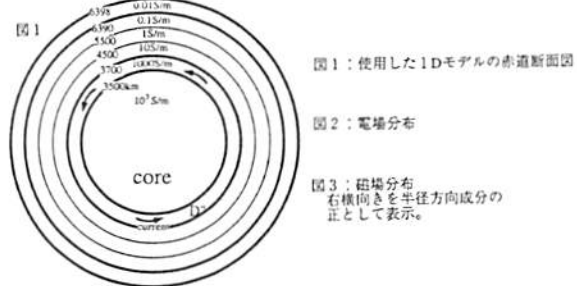 図1
6398 0.01S/m
6390 0.1S/m
5500 1S/m
4500 10S/m
3700 1000S/m
3500km
10⁵S/m
core
D"
current
図1：使用した1Dモデルの赤道断面図
図2：電場分布
図3：磁場分布
右横向きを半径方向成分の
正として表示。